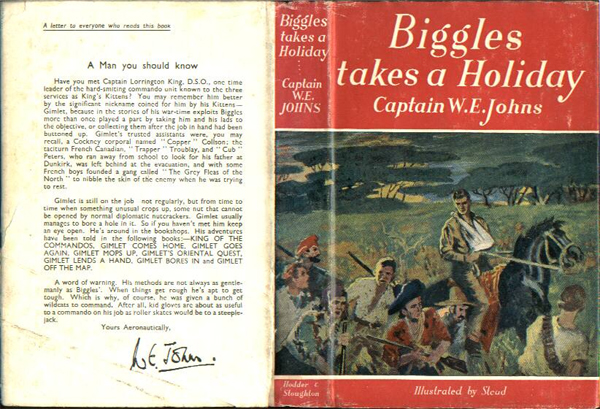 A letter to everyone who reads this book
A Man you should know
Have you met Captain Lorrington King, D.S.O., one time
leader of the hard-smiting commando unit known to the three
services as King's Kittens? You may remember him better
by the significant nickname coined for him by his Kittens—
Gimlet, because in the stories of his war-time exploits Biggles
more than once played a part by taking him and his lads to
the objective, or collecting them after the job in hand had been
buttoned up. Gimlet's trusted assistants were, you may
recall, a Cockney corporal named "Copper" Collson; the
taciturn French Canadian, "Trapper" Troublay, and "Cub"
Peters, who ran away from school to look for his father at
Dunkirk, was left behind at the evacuation, and with some
French boys founded a gang called "The Grey Fleas of the
North" to nibble the skin of the enemy when he was trying
to rest.
Gimlet is still on the job not regularly, but from time to
time when something unusual crops up, some nut that cannot
be opened by normal diplomatic nutcrackers. Gimlet usually
manages to bore a hole in it. So if you haven't met him keep
an eye open. He's around in the bookshops. His adventures
have been told in the following books:—KING OF THE
COMMANDOS, GIMLET COMES HOME, GIMLET GOES
AGAIN, GIMLET MOPS UP, GIMLET'S ORIENTAL QUEST,
GIMLET LENDS A HAND, GIMLET BORES IN and GIMLET
OFF THE MAP.
A word of warning. His methods are not always as gentle-
manly as Biggles'. When things get rough he's apt to get
tough. Which is why, of course, he was given a bunch of
wildcats to command. After all, kid gloves are about as useful
to a commando on his job as roller skates would be to a steeple-
jack.
Yours Aeronautically,
W.E. Johns.
Biggles
takes a
Holiday
Captain
W.E.
JOHNS
Hodder &
Stoughton
Biggles
takes a Holiday
Captain W.E. Johns
Illustrated by Stead